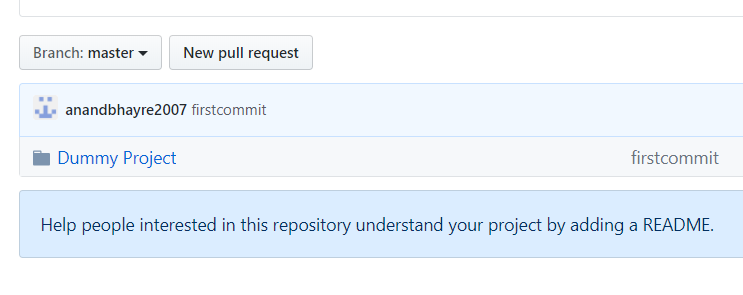 Branch: master New pull request
anandbhayre2007 firstcommit
Dummy Project firstcommit
Help people interested in this repository understand your project by adding a README.